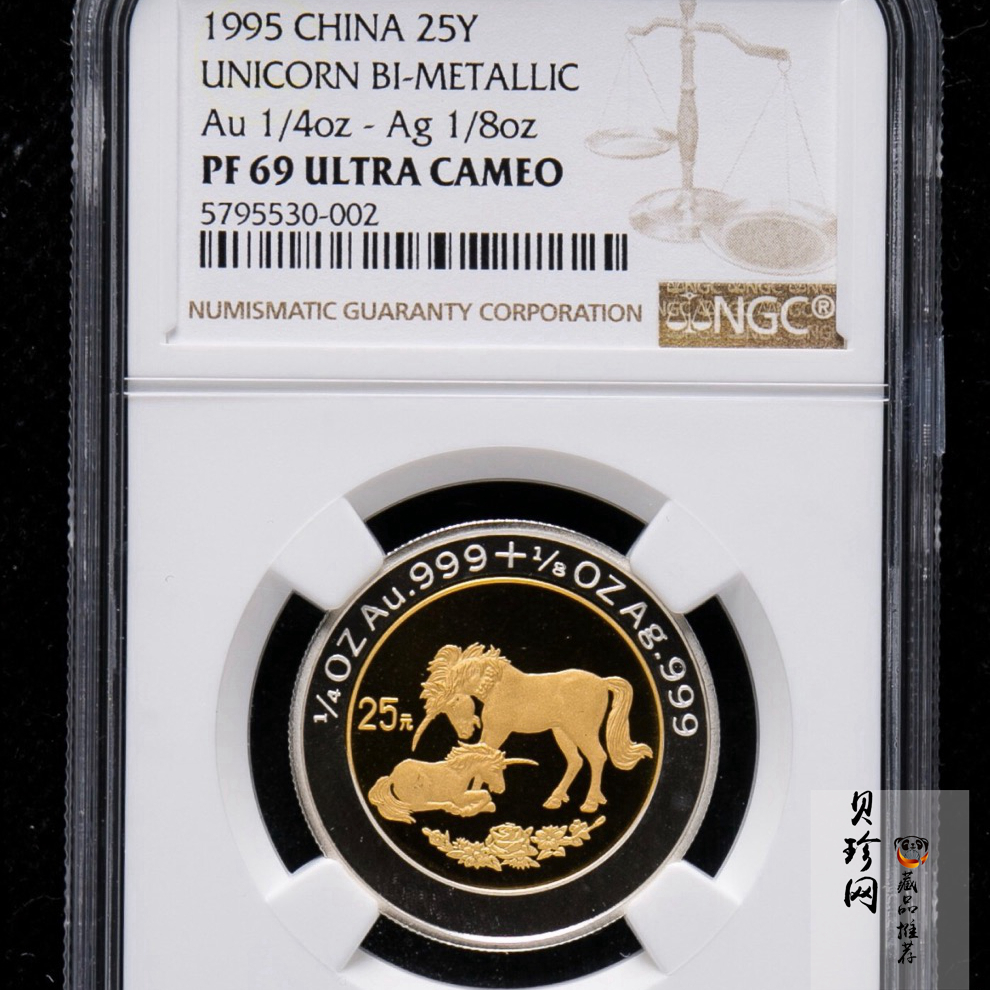 1995 CHINA 25Y
UNICORN BI-METALLIC
Au 1/4oz - Ag 1/8oz
PF 69 ULTRA CAMEO
5795530-002
NUMISMATIC GUARANTY CORPORATION
NGC®
¼OZ Au.999+⅛OZ Ag.999
25元
贝珍网
藏品推荐